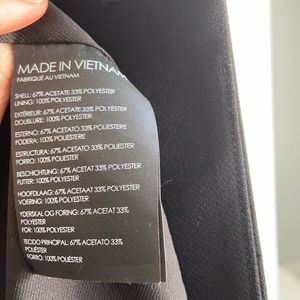 MADE IN VIETNAM
FABRIQUÉ AU VIETNAM
SHELL: 67% ACETATE 33% POLYESTER
LINING: 100% POLYESTER
EXTÉRIEUR: 67% ACÉTATE 33% POLYESTER
DOUBLURE: 100% POLYESTER
ESTERNO: 67% ACETATO 33% POLIESTERE
FODERA: 100% POLIESTERE
ESTRUCTURA: 67% ACETATO 33% POLIÉSTER
FORRO: 100% POLIÉSTER
BESCHICHTUNG: 67% ACETAT 33% POLYESTER
FUTTER: 100% POLYESTER
HOOFDLAAG: 67% ACETAAT 33% POLYESTER
VOERING: 100% POLYESTER
YDERSKAL OG FORING: 67% ACETAT 33%
POLYESTER
FOR: 100% POLYESTER
TECIDO PRINCIPAL: 67% ACETATO 33%
POLIÉSTER
FORRO: 100% POLIÉSTER